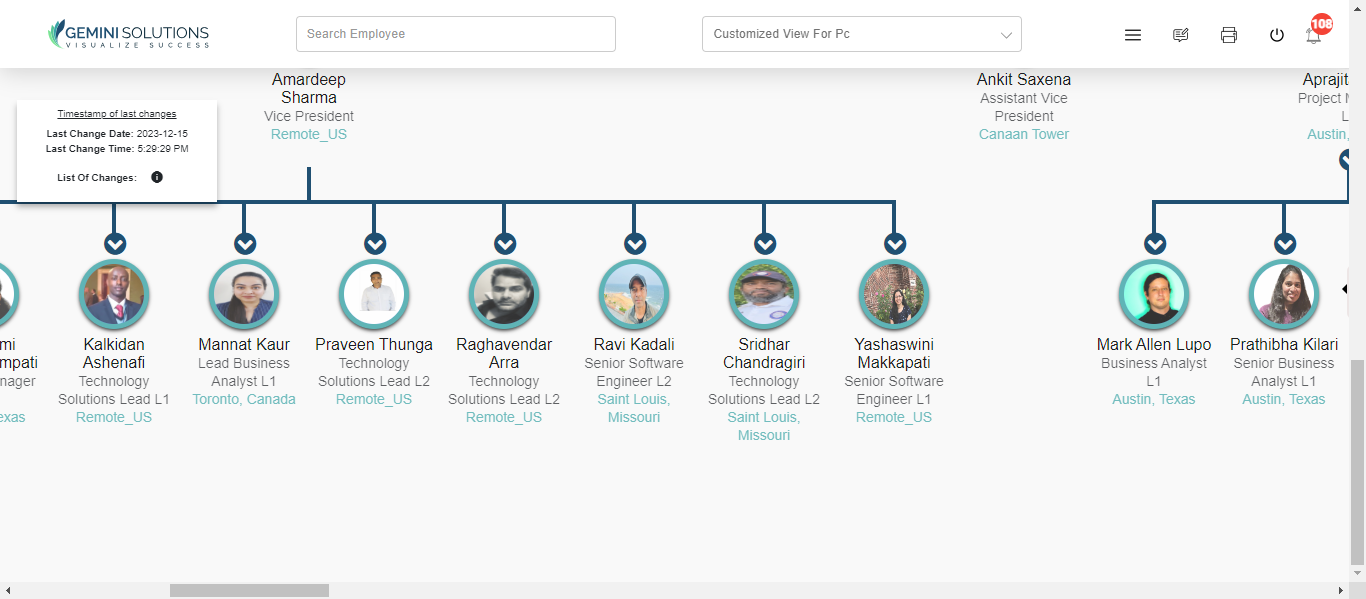 GEMINI SOLUTIONS
VISUALIZE SUCCESS
Search Employee
Customized View For Pc
108
Timestamp of last changes
Last Change Date: 2023-12-15
Last Change Time: 5:29:29 PM
List Of Changes:
Amardeep
Sharma
Vice President
Remote_US
Ankit Saxena
Assistant Vice
President
Canaan Tower
Aprajit
Project M
L
Austin,
mi
mpati
nager
exas
Kalkidan
Ashenafi
Technology
Solutions Lead L1
Remote_US
Mannat Kaur
Lead Business
Analyst L1
Toronto, Canada
Praveen Thunga
Technology
Solutions Lead L2
Remote_US
Raghavendar
Arra
Technology
Solutions Lead L2
Remote_US
Ravi Kadali
Senior Software
Engineer L2
Saint Louis,
Missouri
Sridhar
Chandragiri
Technology
Solutions Lead L2
Saint Louis,
Missouri
Yashaswini
Makkapati
Senior Software
Engineer L1
Remote_US
Mark Allen Lupo
Business Analyst
L1
Austin, Texas
Prathibha Kilari
Senior Business
Analyst L1
Austin, Texas